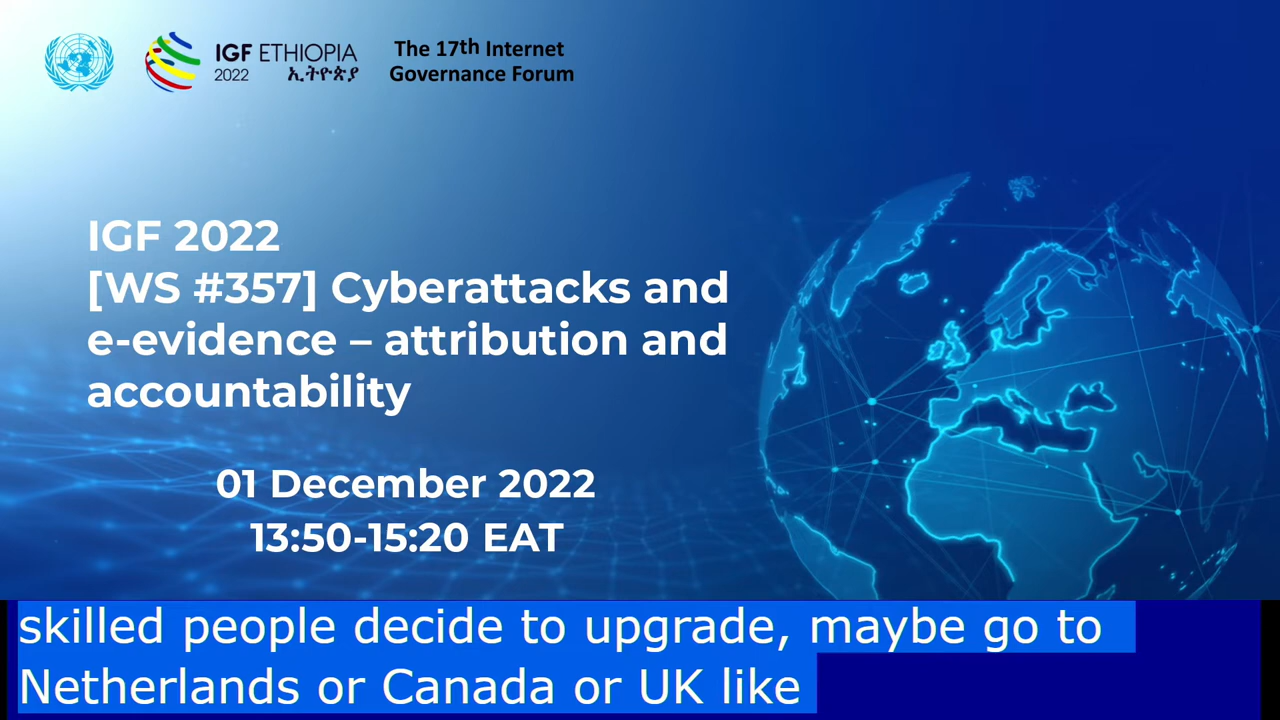 IGF ETHIOPIA
2022 ኢትዮጵያ
The 17th Internet
Governance Forum
IGF 2022
[WS #357] Cyberattacks and
e-evidence – attribution and
accountability
01 December 2022
13:50-15:20 EAT
skilled people decide to upgrade, maybe go to
Netherlands or Canada or UK like